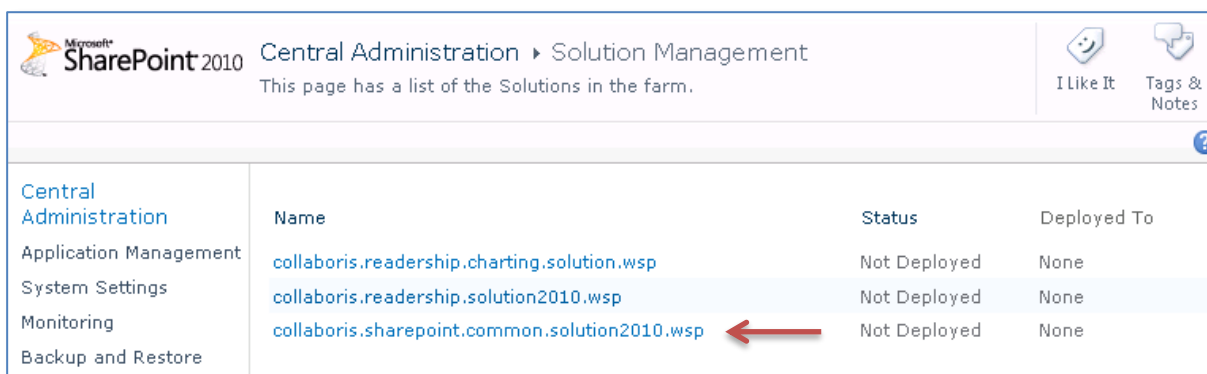 Microsoft®
SharePoint 2010
Central Administration ▸ Solution Management
This page has a list of the Solutions in the farm.
I Like It
Tags &
Notes
?
Central
Administration
Application Management
System Settings
Monitoring
Backup and Restore
Name Status Deployed To
collaboris.readership.charting.solution.wsp Not Deployed None
collaboris.readership.solution2010.wsp Not Deployed None
collaboris.sharepoint.common.solution2010.wsp Not Deployed None